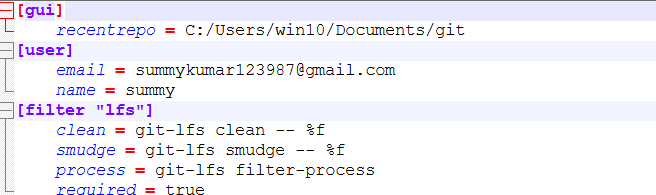 [gui]
recentrepo = C:/Users/win10/Documents/git
[user]
email = summykumar123987@gmail.com
name = summy
[filter "lfs"]
clean = git-lfs clean -- %f
smudge = git-lfs smudge -- %f
process = git-lfs filter-process
required = true